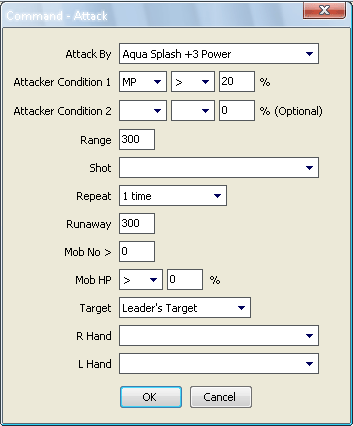 Command - Attack
Attack By Aqua Splash +3 Power
Attacker Condition 1 MP > 20 %
Attacker Condition 2 0 % (Optional)
Range 300
Shot
Repeat 1 time
Runaway 300
Mob No > 0
Mob HP > 0 %
Target Leader's Target
R Hand
L Hand
OK Cancel